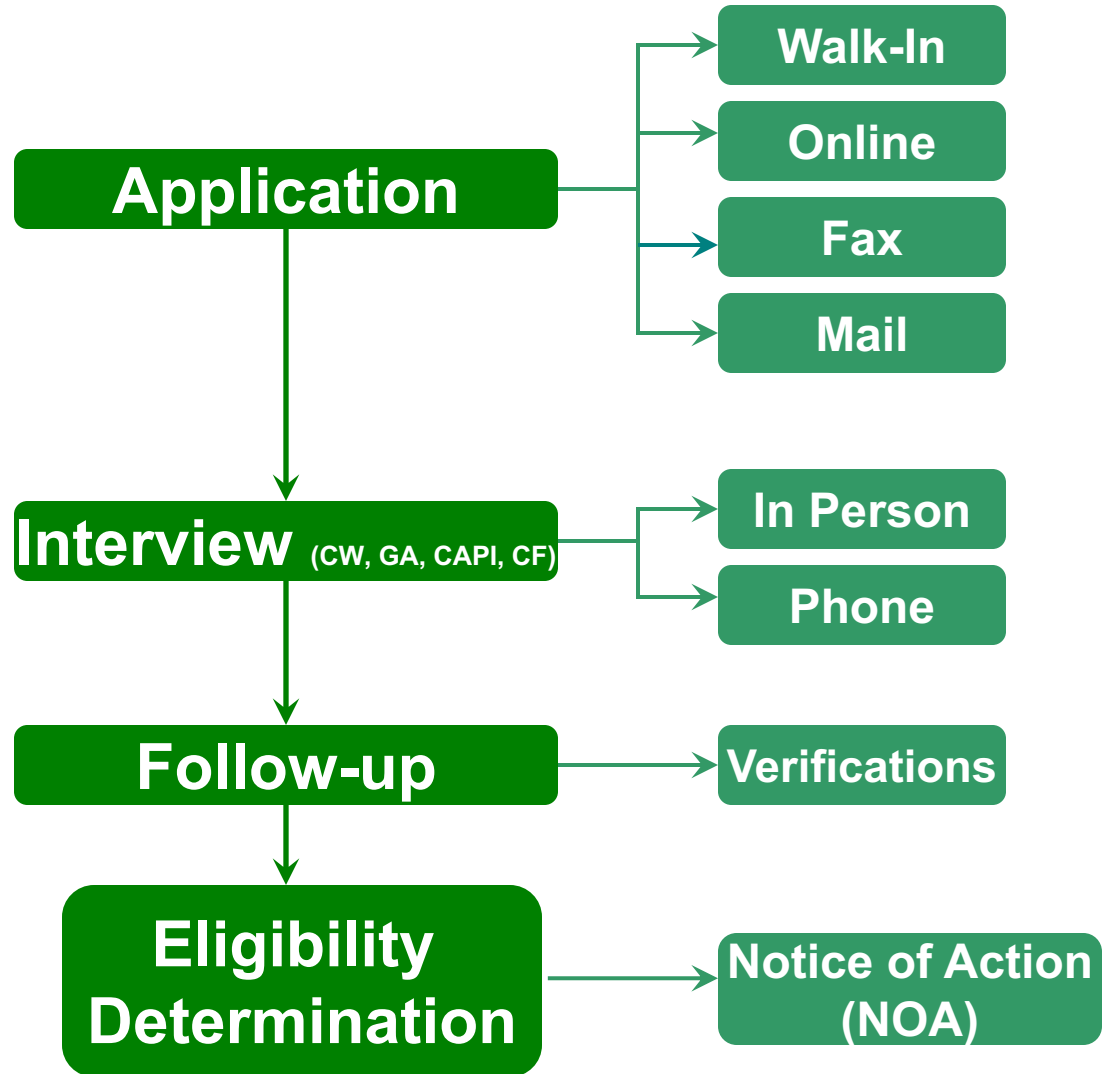 Application
Walk-In
Online
Fax
Mail
Interview (CW, GA, CAPI, CF)
In Person
Phone
Follow-up
Verifications
Eligibility
Determination
Notice of Action
(NOA)